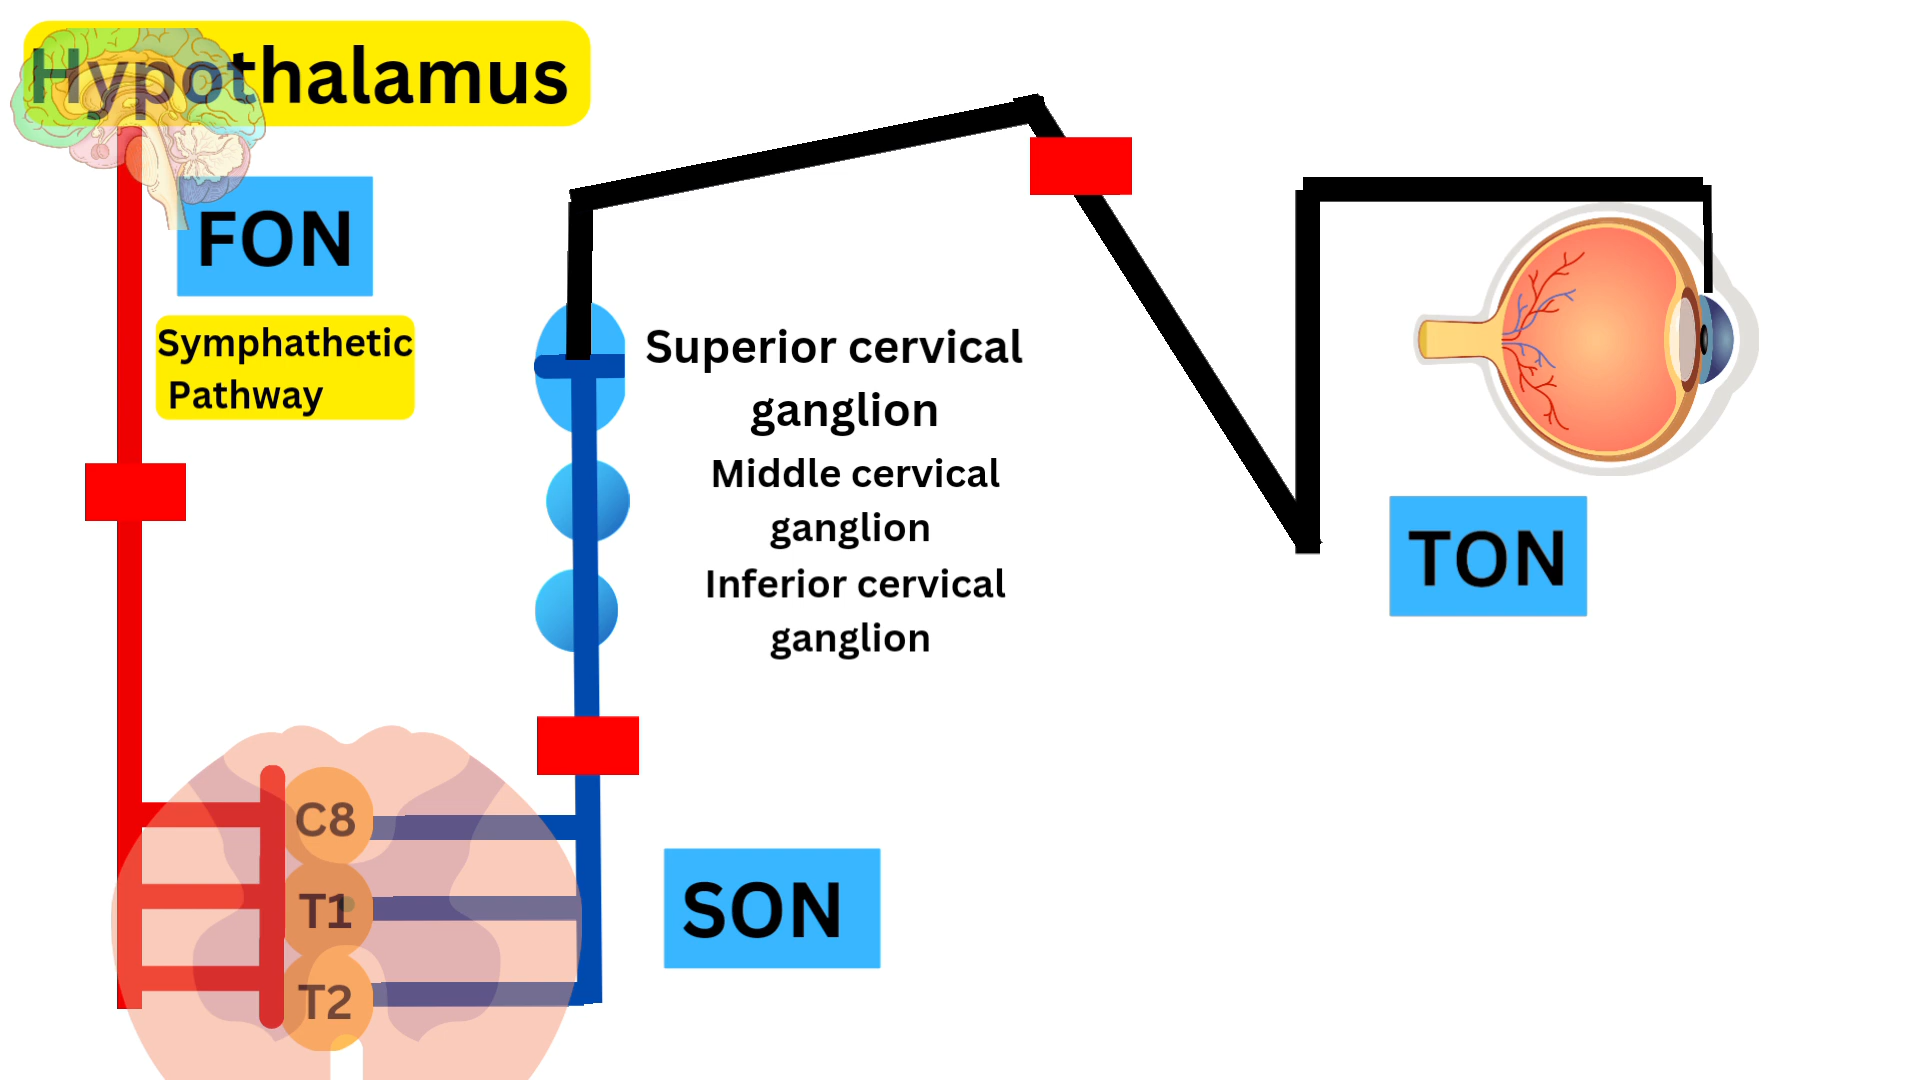 Hypothalamus
FON
Symphathetic
Pathway
Superior cervical
ganglion
Middle cervical
ganglion
Inferior cervical
ganglion
TON
C8
T1
T2
SON